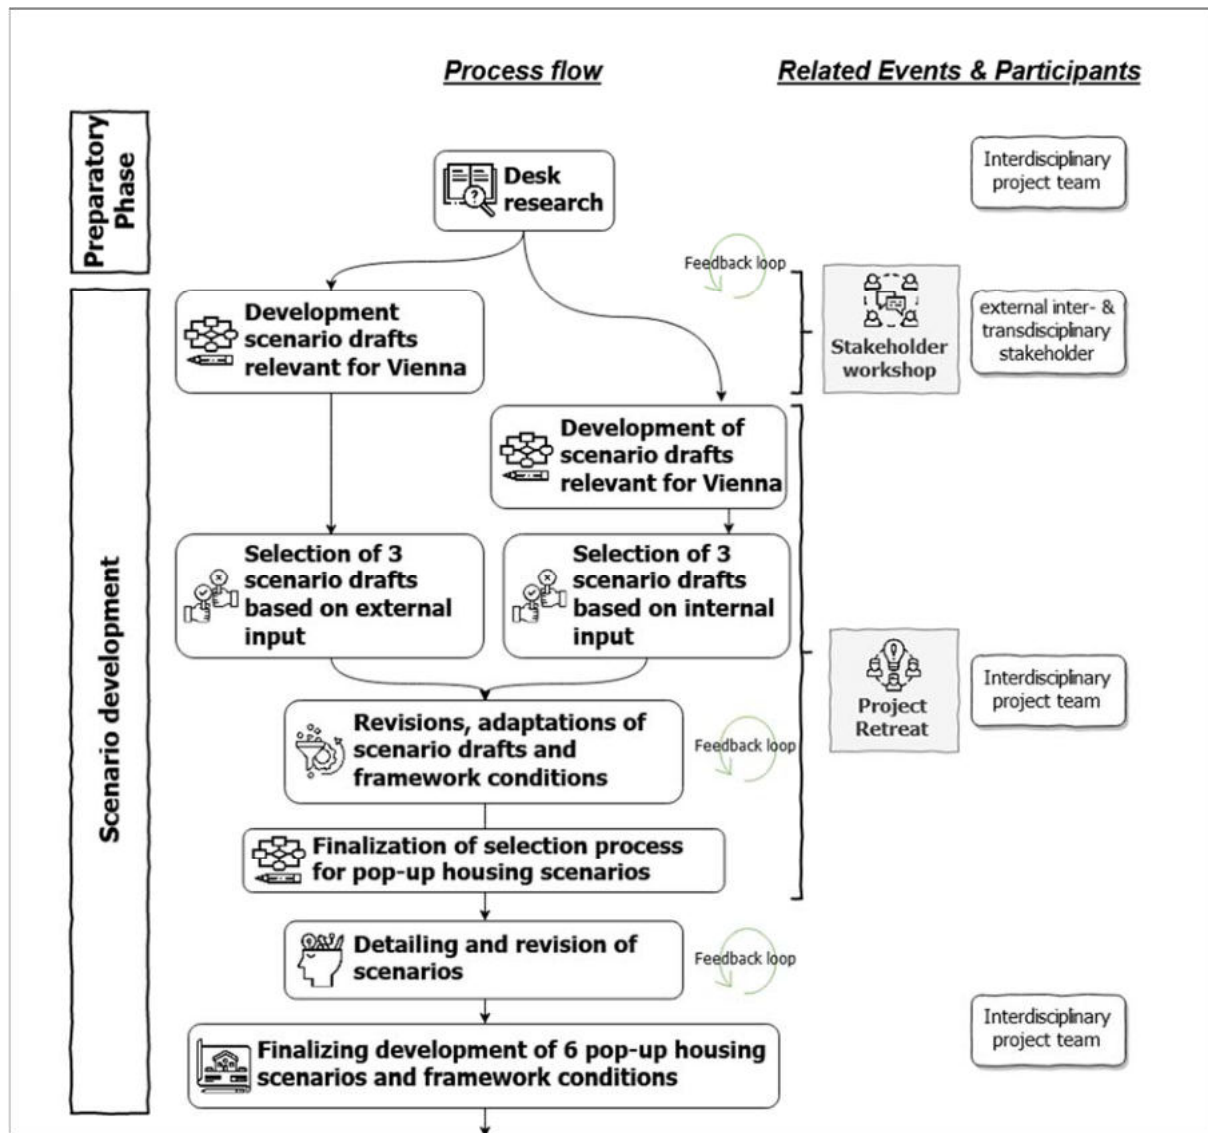 Process flow
Related Events & Participants
Preparatory
Phase
Desk
research
Interdisciplinary
project team
Feedback loop
Scenario development
Development
scenario drafts
relevant for Vienna
Stakeholder
workshop
external inter- &
transdisciplinary
stakeholder
Development of
scenario drafts
relevant for Vienna
Selection of 3
scenario drafts
based on external
input
Selection of 3
scenario drafts
based on internal
input
Project
Retreat
Interdisciplinary
project team
Revisions, adaptations of
scenario drafts and
framework conditions
Feedback loop
Finalization of selection process
for pop-up housing scenarios
Detailing and revision of
scenarios
Feedback loop
Finalizing development of 6 pop-up housing
scenarios and framework conditions
Interdisciplinary
project team